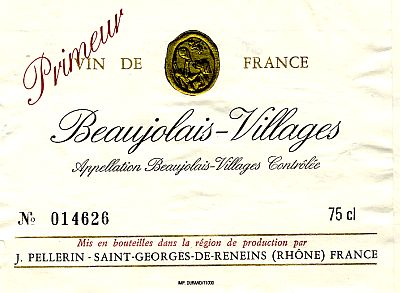 Primeur
VIN DE FRANCE
Beaujolais-Villages
Appellation Beaujolais-Villages Contrôlée
No 014626 75 cl
Mis en bouteilles dans la région de production par
J. PELLERIN - SAINT-GEORGES-DE-RENEINS (RHÔNE) FRANCE